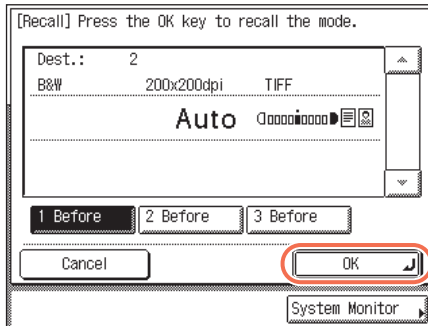 [Recall] Press the OK key to recall the mode.
Dest.: 2
B&W 200x200dpi TIFF
Auto
1 Before 2 Before 3 Before
Cancel OK
System Monitor